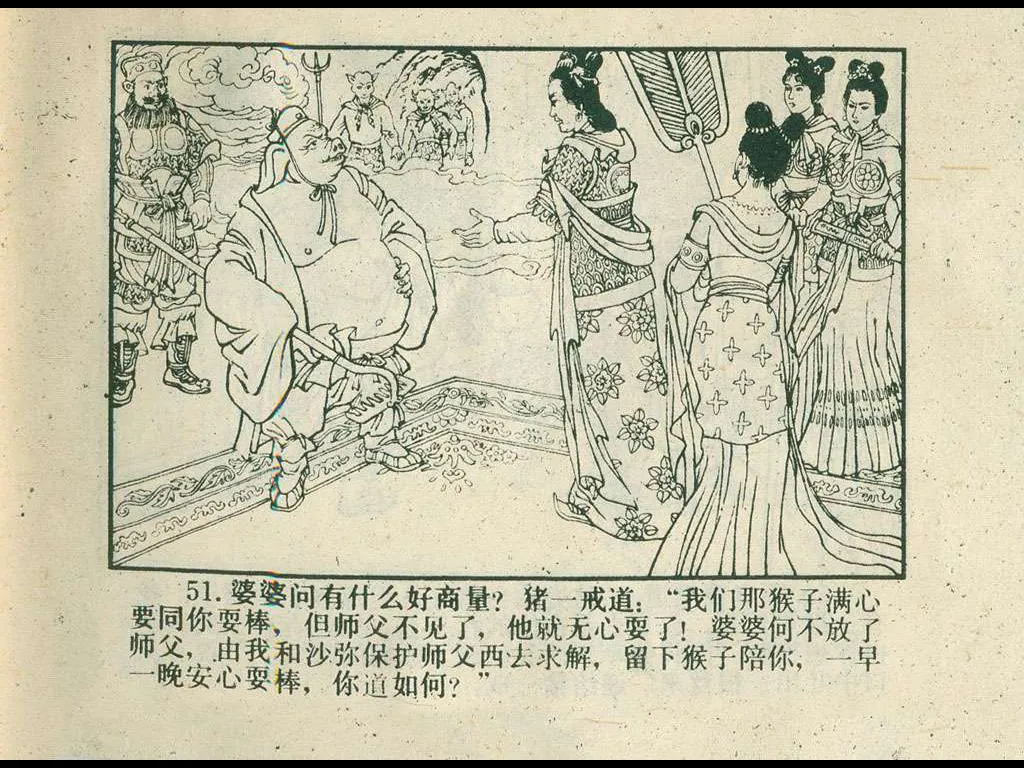 51. 婆婆问有什么好商量？猪一戒道：“我们那猴子满心
要同你耍棒，但师父不见了，他就无心耍了！婆婆何不放了
师父，由我和沙弥保护师父西去求解，留下猴子陪你，一早
一晚安心耍棒，你道如何？”